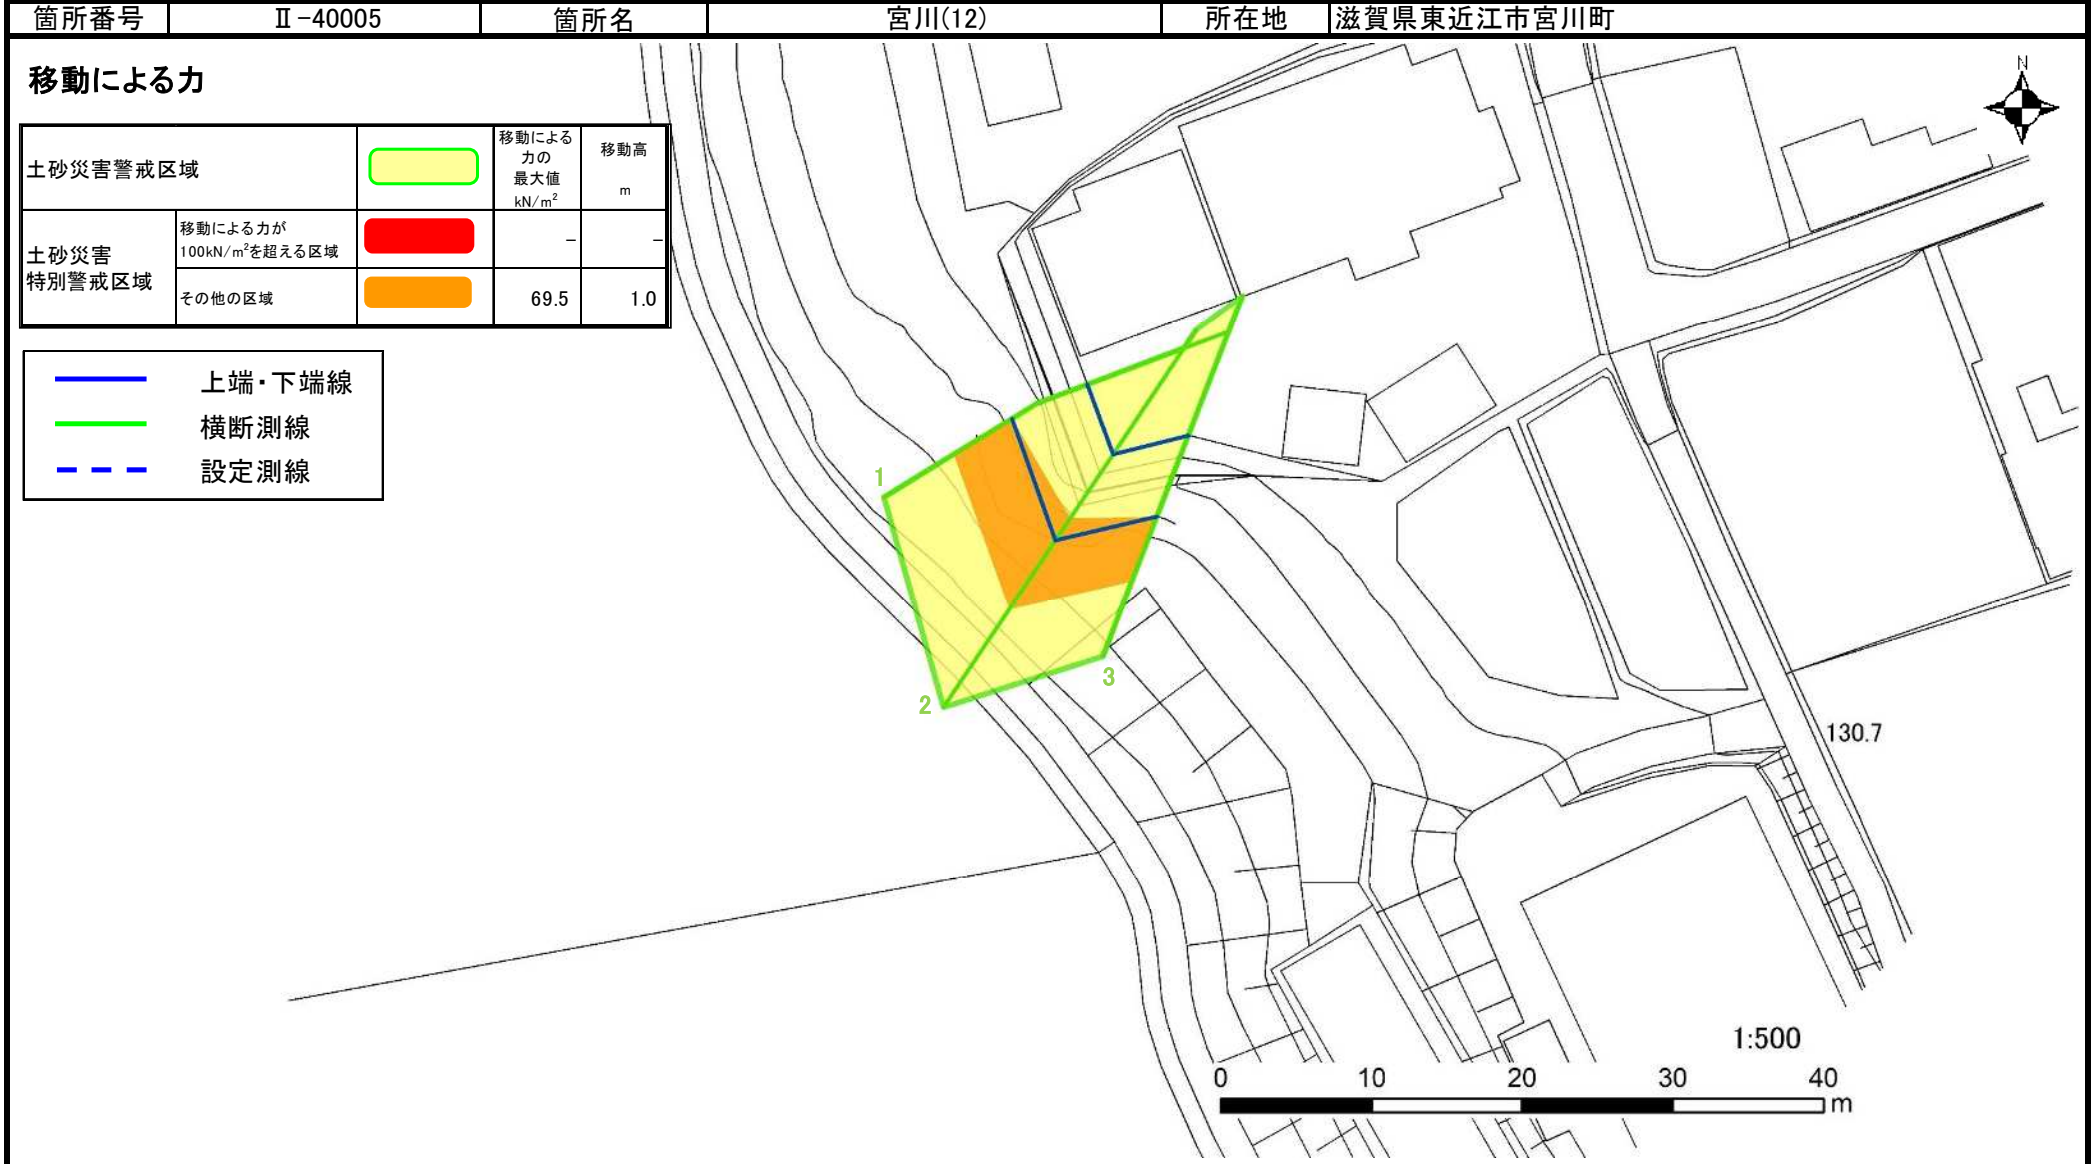 箇所番号 Ⅱ-40005 箇所名 宮川(12) 所在地 滋賀県東近江市宮川町
移動による力
N
土砂災害警戒区域
移動による
力の
最大値
kN/m²
移動高
m
土砂災害
特別警戒区域
移動による力が
100kN/m²を超える区域
－ －
その他の区域
69.5 1.0
上端・下端線
横断測線
設定測線
1
2
3
130.7
1:500
0 10 20 30 40
m